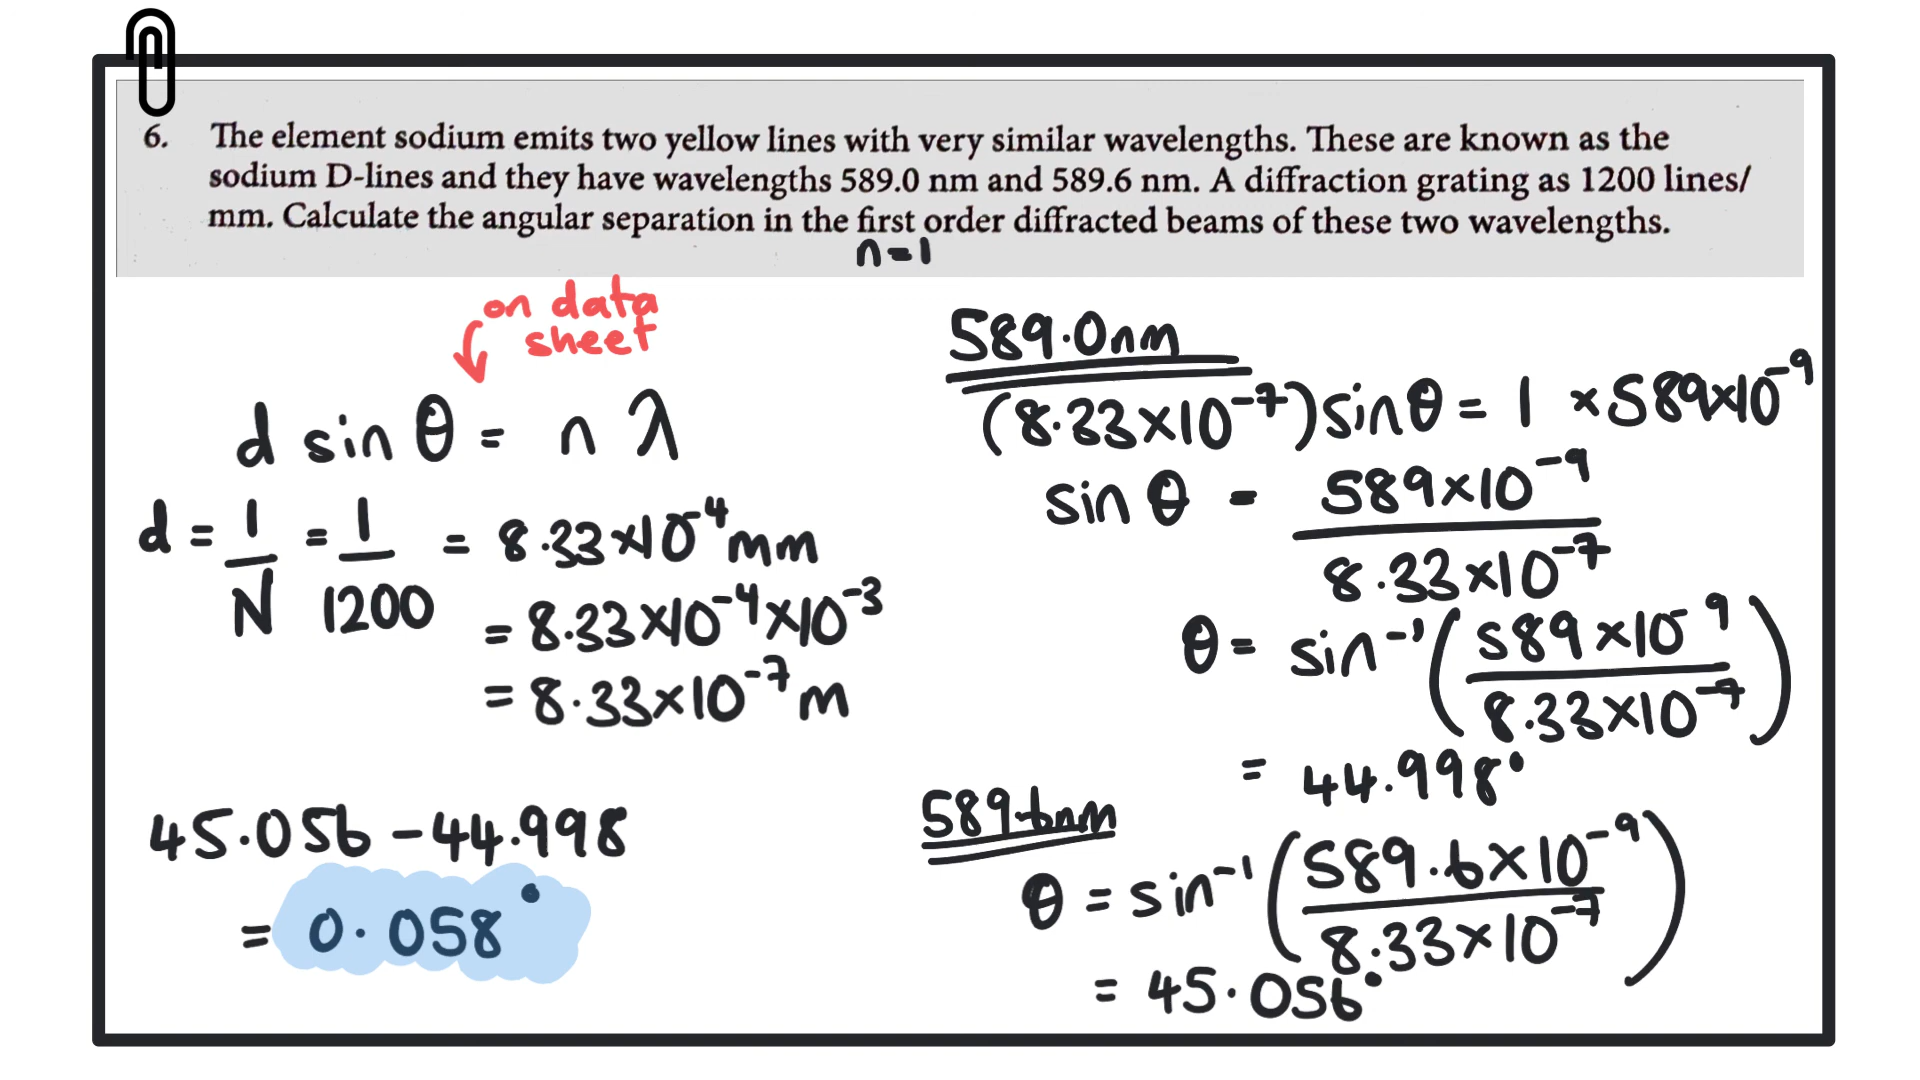 6. The element sodium emits two yellow lines with very similar wavelengths. These are known as the
sodium D-lines and they have wavelengths 589.0 nm and 589.6 nm. A diffraction grating as 1200 lines/
mm. Calculate the angular separation in the first order diffracted beams of these two wavelengths.
n=1
on data
sheet
d sin θ = n λ
d = 1/N = 1/1200 = 8.33×10⁻⁴ mm
= 8.33×10⁻⁴×10⁻³
= 8.33×10⁻⁷ m
45.056 – 44.998
= 0.058°
589.0nm
(8.33×10⁻⁷) sin θ = 1 × 589×10⁻⁹
sin θ = 589×10⁻⁹/8.33×10⁻⁷
θ = sin⁻¹(589×10⁻⁹/8.33×10⁻⁷)
= 44.998°
589.6nm
θ = sin⁻¹(589.6×10⁻⁹/8.33×10⁻⁷)
= 45.056°